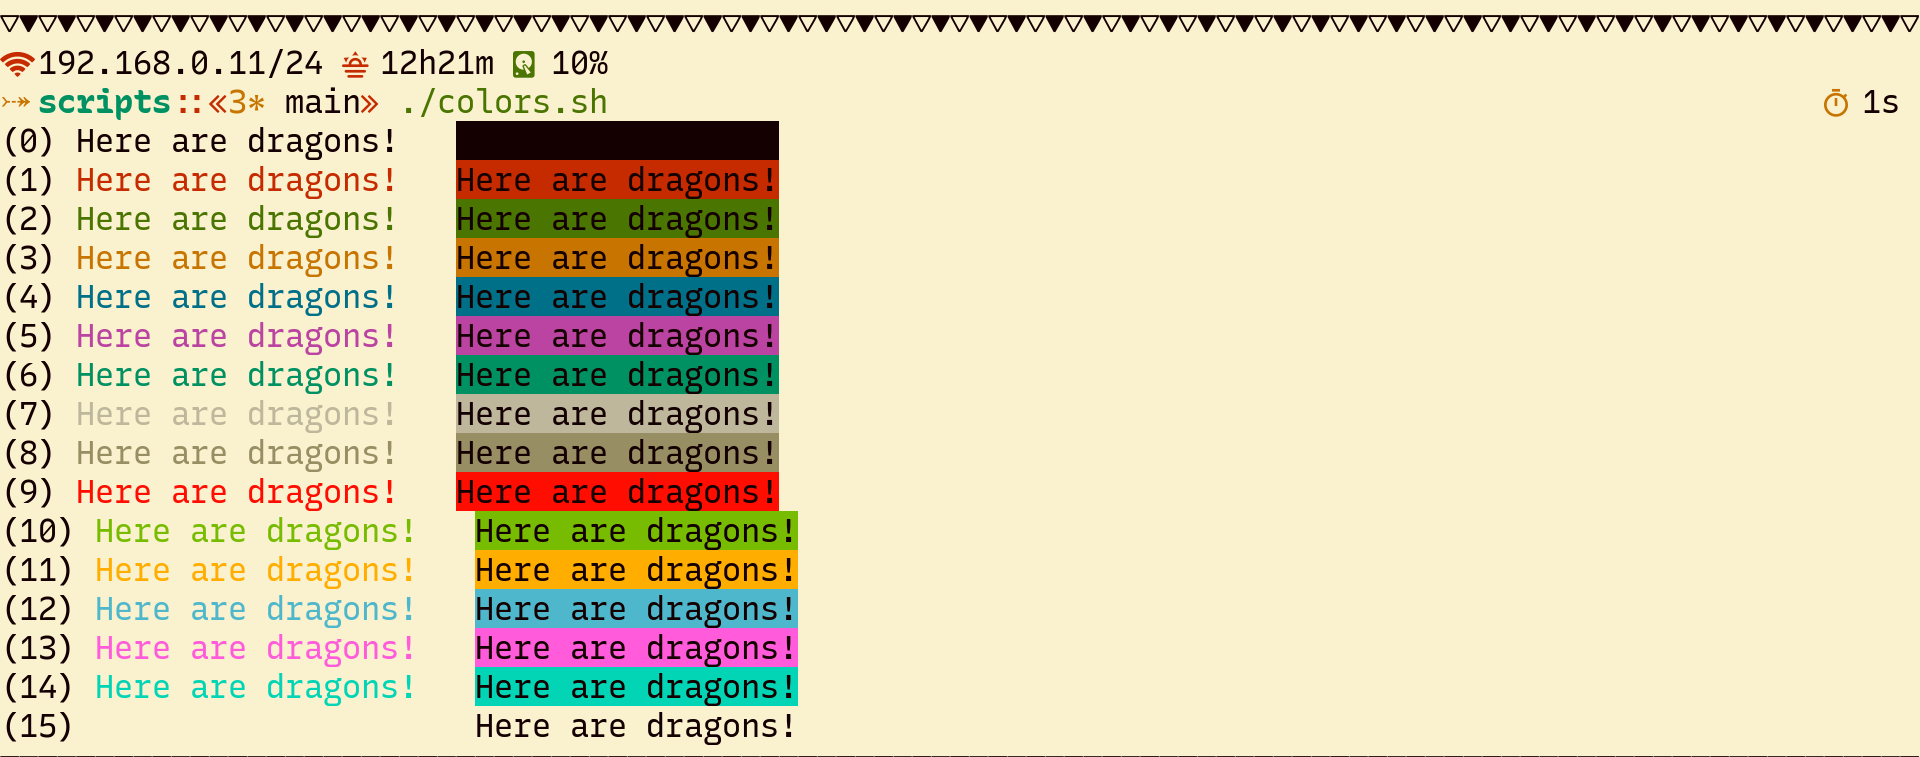 192.168.0.11/24 12h21m 10%
scripts::«3* main» ./colors.sh 1s
(0) Here are dragons!
(1) Here are dragons! Here are dragons!
(2) Here are dragons! Here are dragons!
(3) Here are dragons! Here are dragons!
(4) Here are dragons! Here are dragons!
(5) Here are dragons! Here are dragons!
(6) Here are dragons! Here are dragons!
(7) Here are dragons! Here are dragons!
(8) Here are dragons! Here are dragons!
(9) Here are dragons! Here are dragons!
(10) Here are dragons! Here are dragons!
(11) Here are dragons! Here are dragons!
(12) Here are dragons! Here are dragons!
(13) Here are dragons! Here are dragons!
(14) Here are dragons! Here are dragons!
(15) Here are dragons!